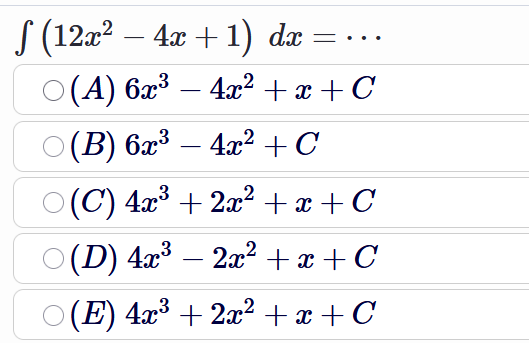 ∫ (12x² − 4x + 1) dx = ···
(A) 6x³ − 4x² + x + C
(B) 6x³ − 4x² + C
(C) 4x³ + 2x² + x + C
(D) 4x³ − 2x² + x + C
(E) 4x³ + 2x² + x + C